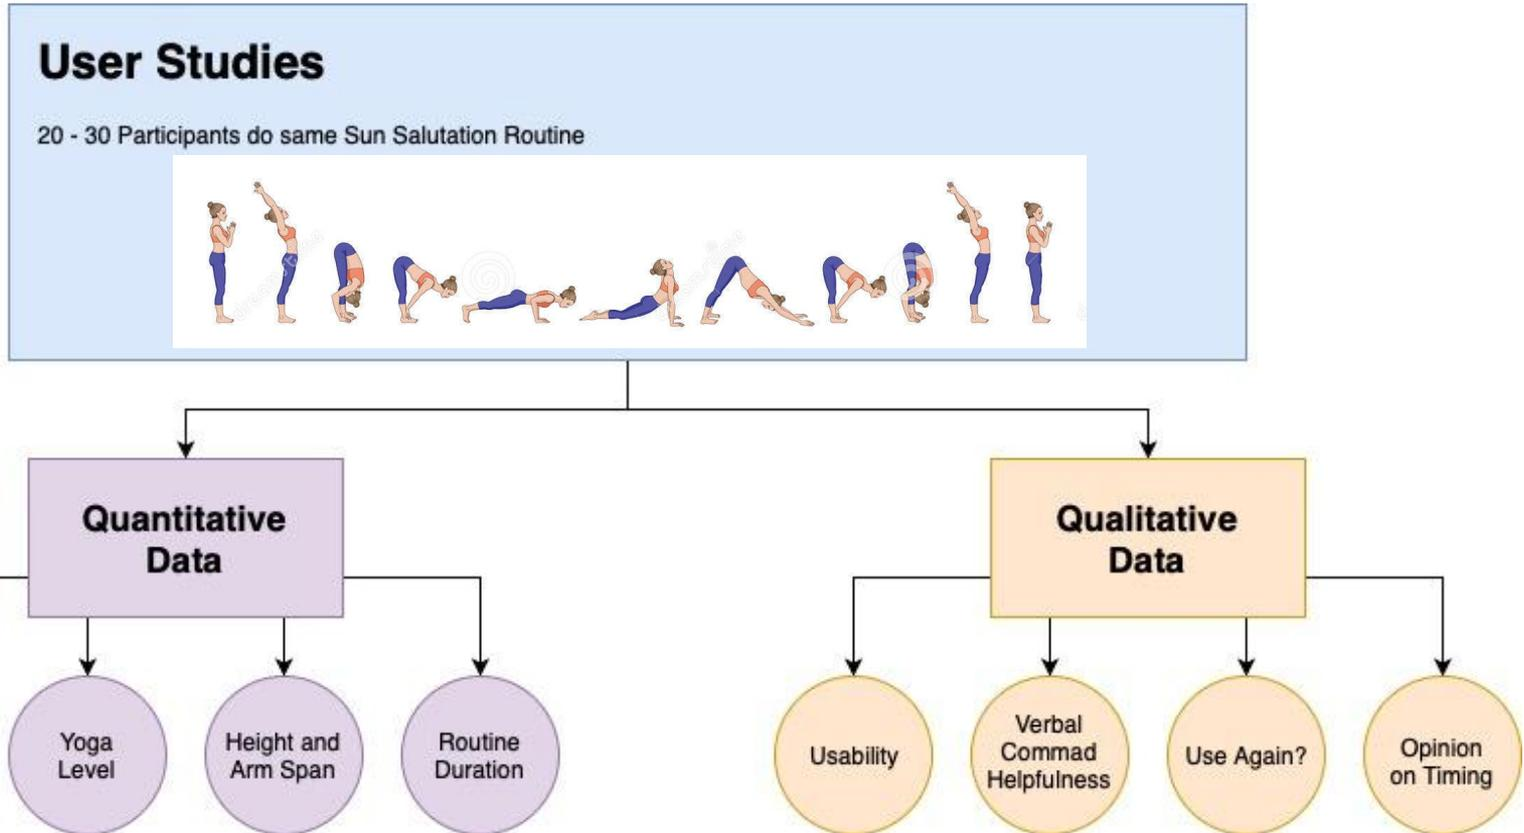 User Studies
20 - 30 Participants do same Sun Salutation Routine
Quantitative
Data
Qualitative
Data
Yoga
Level
Height and
Arm Span
Routine
Duration
Usability
Verbal
Commad
Helpfulness
Use Again?
Opinion
on Timing